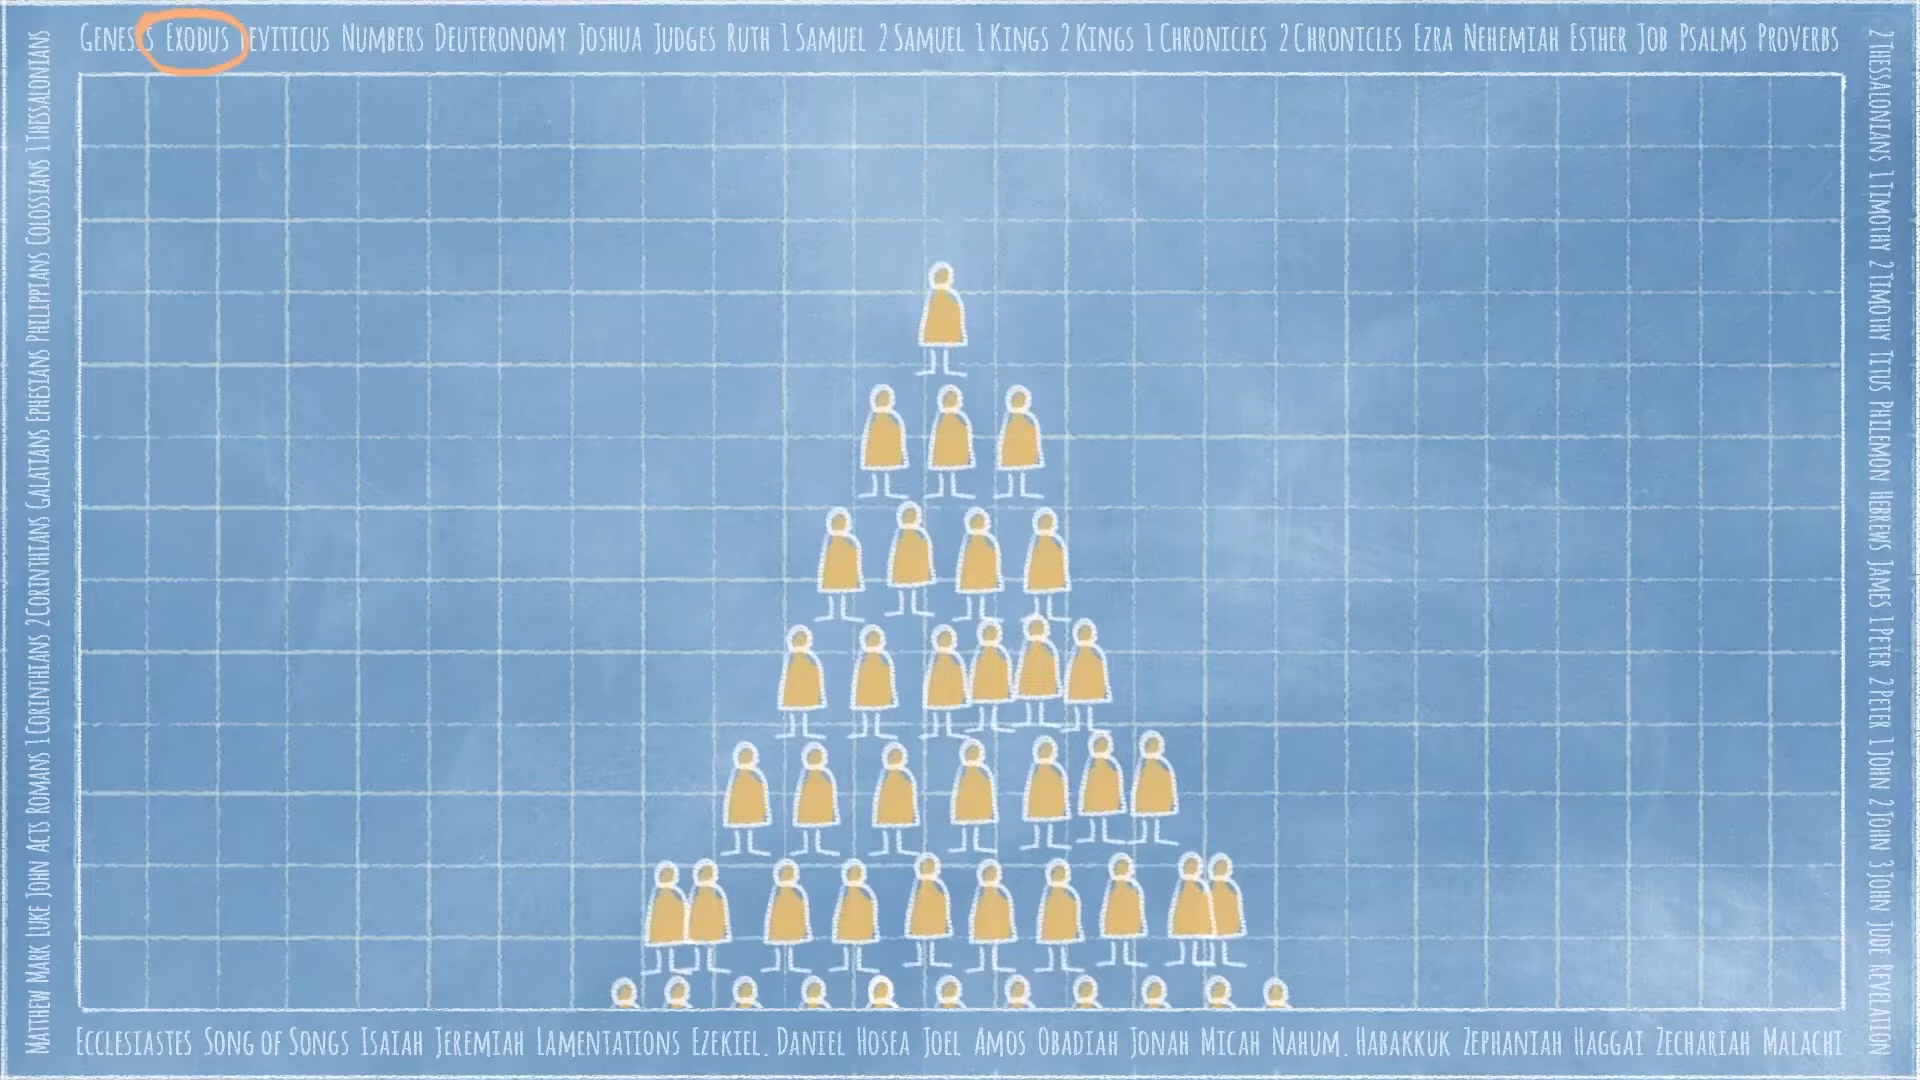 Genesis Exodus Leviticus Numbers Deuteronomy Joshua Judges Ruth 1 Samuel 2 Samuel 1 Kings 2 Kings 1 Chronicles 2 Chronicles Ezra Nehemiah Esther Job Psalms Proverbs
Matthew Mark Luke John Acts Romans 1 Corinthians 2 Corinthians Galatians Ephesians Philippians Colossians 1 Thessalonians
2 Thessalonians 1 Timothy 2 Timothy Titus Philemon Hebrews James 1 Peter 2 Peter 1 John 2 John 3 John Jude Revelation
Ecclesiastes Song of Songs Isaiah Jeremiah Lamentations Ezekiel. Daniel Hosea Joel Amos Obadiah Jonah Micah Nahum. Habakkuk Zephaniah Haggai Zechariah Malachi